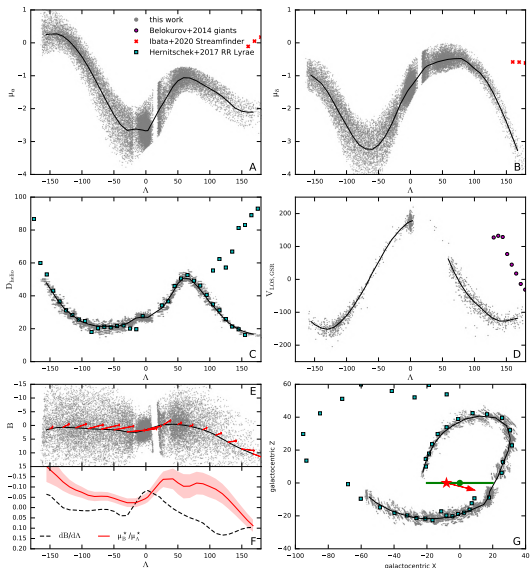 this work
Belokurov+2014 giants
Ibata+2020 Streamfinder
Hernitschek+2017 RR Lyrae
1
0
−1
−2
−3
−4
μα
−150 −100 −50 0 50 100 150
Λ
A
1
0
−1
−2
−3
−4
μδ
−150 −100 −50 0 50 100 150
Λ
B
100
80
60
40
20
0
D_helio
−150 −100 −50 0 50 100 150
Λ
C
200
100
0
−100
−200
V_LOS,GSR
−150 −100 −50 0 50 100 150
Λ
D
−15
−10
−5
0
5
10
15
B
E
−0.15
−0.10
−0.05
0.00
0.05
0.10
0.15
0.20
dB/dΛ
μ*_B/μ*_Λ
−150 −100 −50 0 50 100 150
Λ
F
60
40
20
0
−20
−40
galactocentric Z
−100 −80 −60 −40 −20 0 20 40
galactocentric X
G